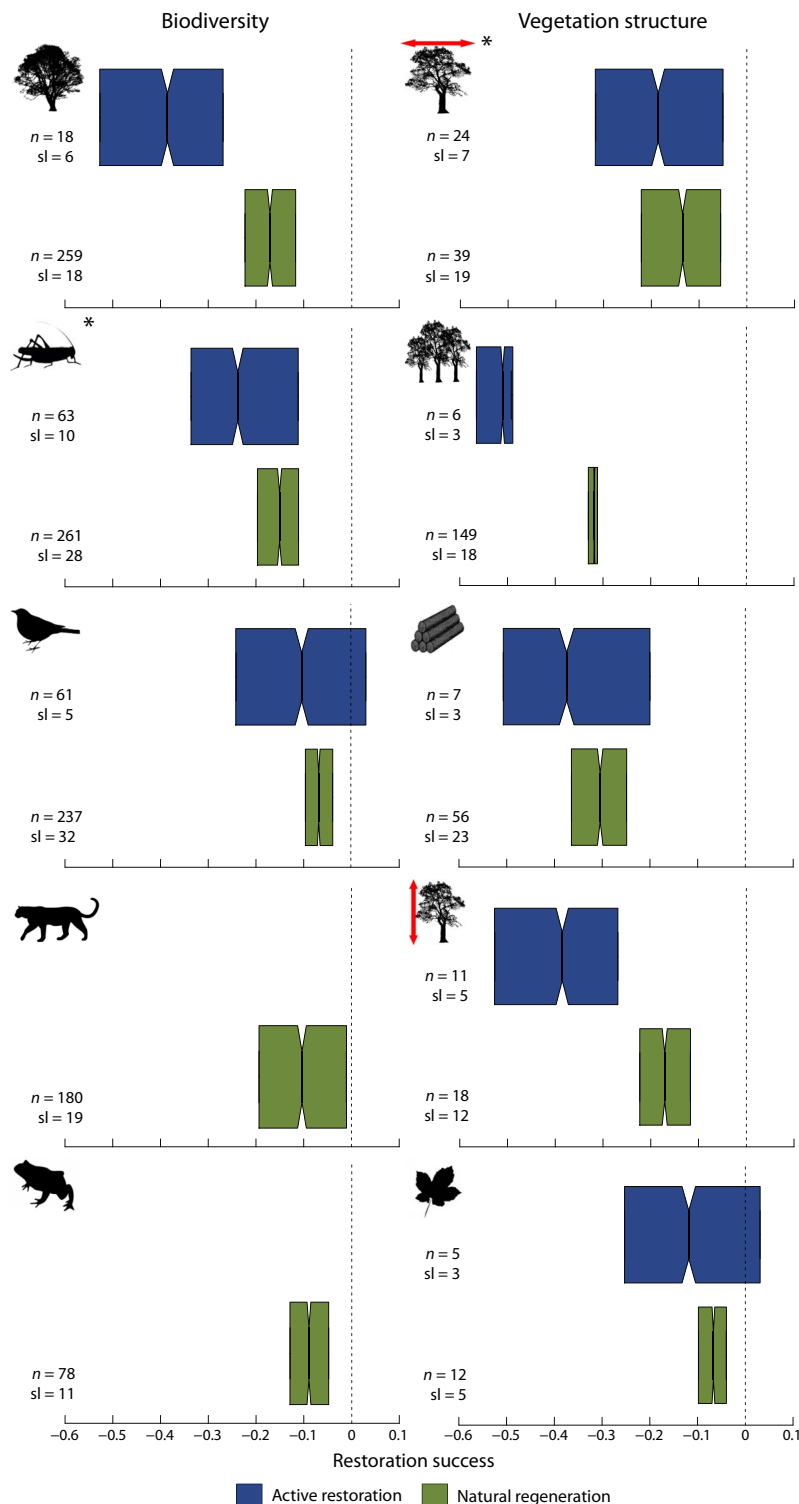 Biodiversity
Vegetation structure
*
n = 18
sl = 6
n = 24
sl = 7
n = 259
sl = 18
n = 39
sl = 19
*
n = 63
sl = 10
n = 6
sl = 3
n = 261
sl = 28
n = 149
sl = 18
n = 61
sl = 5
n = 7
sl = 3
n = 237
sl = 32
n = 56
sl = 23
n = 11
sl = 5
n = 180
sl = 19
n = 18
sl = 12
n = 5
sl = 3
n = 78
sl = 11
n = 12
sl = 5
−0.6 −0.5 −0.4 −0.3 −0.2 −0.1 0 0.1
−0.6 −0.5 −0.4 −0.3 −0.2 −0.1 0 0.1
Restoration success
Active restoration
Natural regeneration